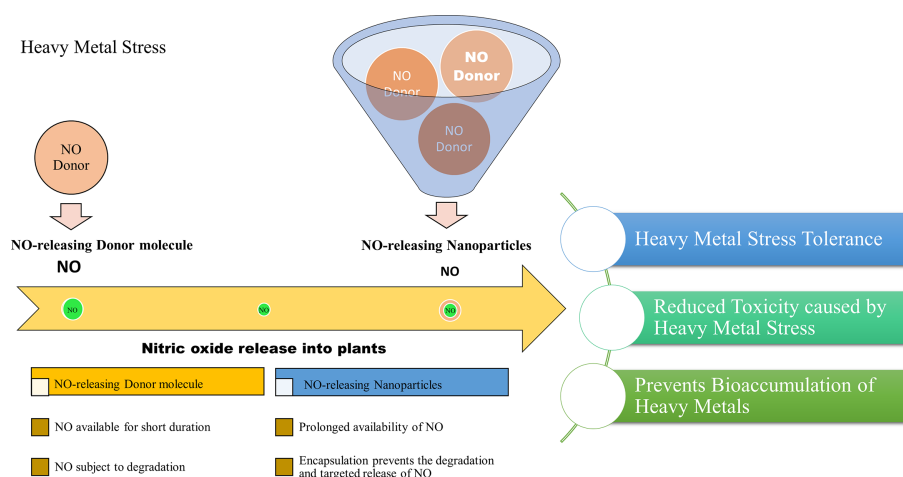 Heavy Metal Stress
NO
Donor
NO
Donor
NO
Donor
NO
Donor
NO-releasing Donor molecule
NO-releasing Nanoparticles
NO
NO
NO
NO
NO
Nitric oxide release into plants
NO-releasing Donor molecule
NO available for short duration
NO subject to degradation
NO-releasing Nanoparticles
Prolonged availability of NO
Encapsulation prevents the degradation
and targeted release of NO
Heavy Metal Stress Tolerance
Reduced Toxicity caused by
Heavy Metal Stress
Prevents Bioaccumulation of
Heavy Metals